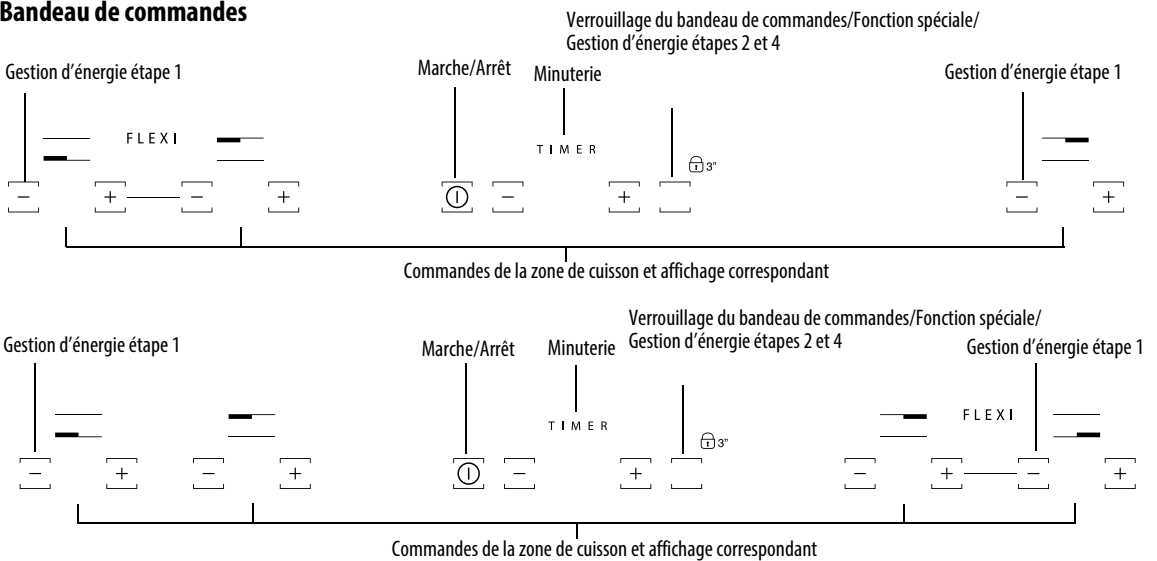 Bandeau de commandes
Verrouillage du bandeau de commandes/Fonction spéciale/
Gestion d'énergie étapes 2 et 4
Gestion d'énergie étape 1
Marche/Arrêt
Minuterie
Gestion d'énergie étape 1
FLEXI
TIMER
3"
− + − + − + − +
Commandes de la zone de cuisson et affichage correspondant
Verrouillage du bandeau de commandes/Fonction spéciale/
Gestion d'énergie étapes 2 et 4
Gestion d'énergie étape 1
Marche/Arrêt
Minuterie
Gestion d'énergie étape 1
TIMER
FLEXI
3"
− + − + − + − + − +
Commandes de la zone de cuisson et affichage correspondant